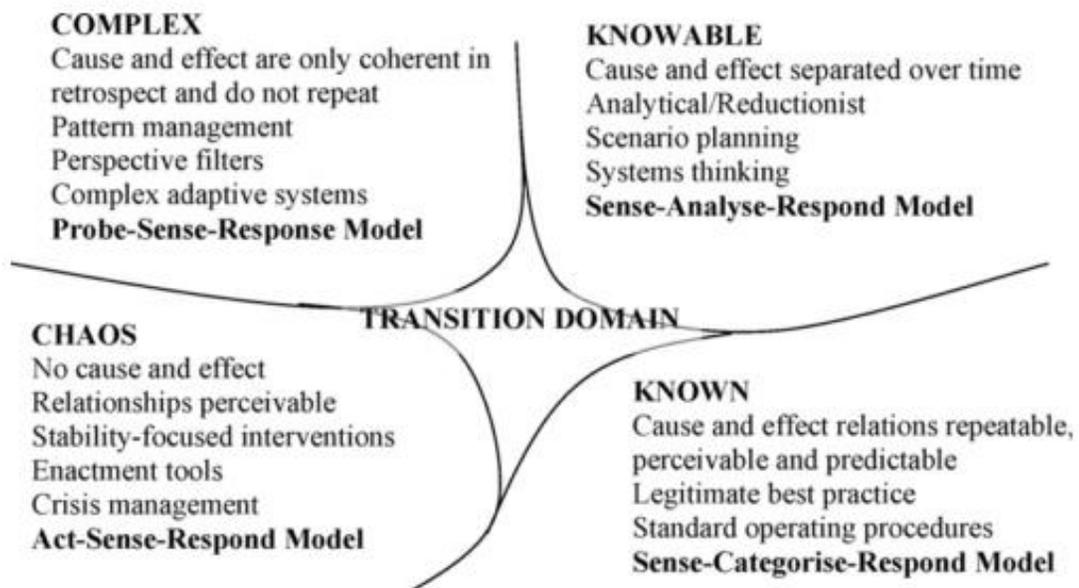 COMPLEX
Cause and effect are only coherent in
retrospect and do not repeat
Pattern management
Perspective filters
Complex adaptive systems
Probe-Sense-Response Model
KNOWABLE
Cause and effect separated over time
Analytical/Reductionist
Scenario planning
Systems thinking
Sense-Analyse-Respond Model
TRANSITION DOMAIN
CHAOS
No cause and effect
Relationships perceivable
Stability-focused interventions
Enactment tools
Crisis management
Act-Sense-Respond Model
KNOWN
Cause and effect relations repeatable,
perceivable and predictable
Legitimate best practice
Standard operating procedures
Sense-Categorise-Respond Model